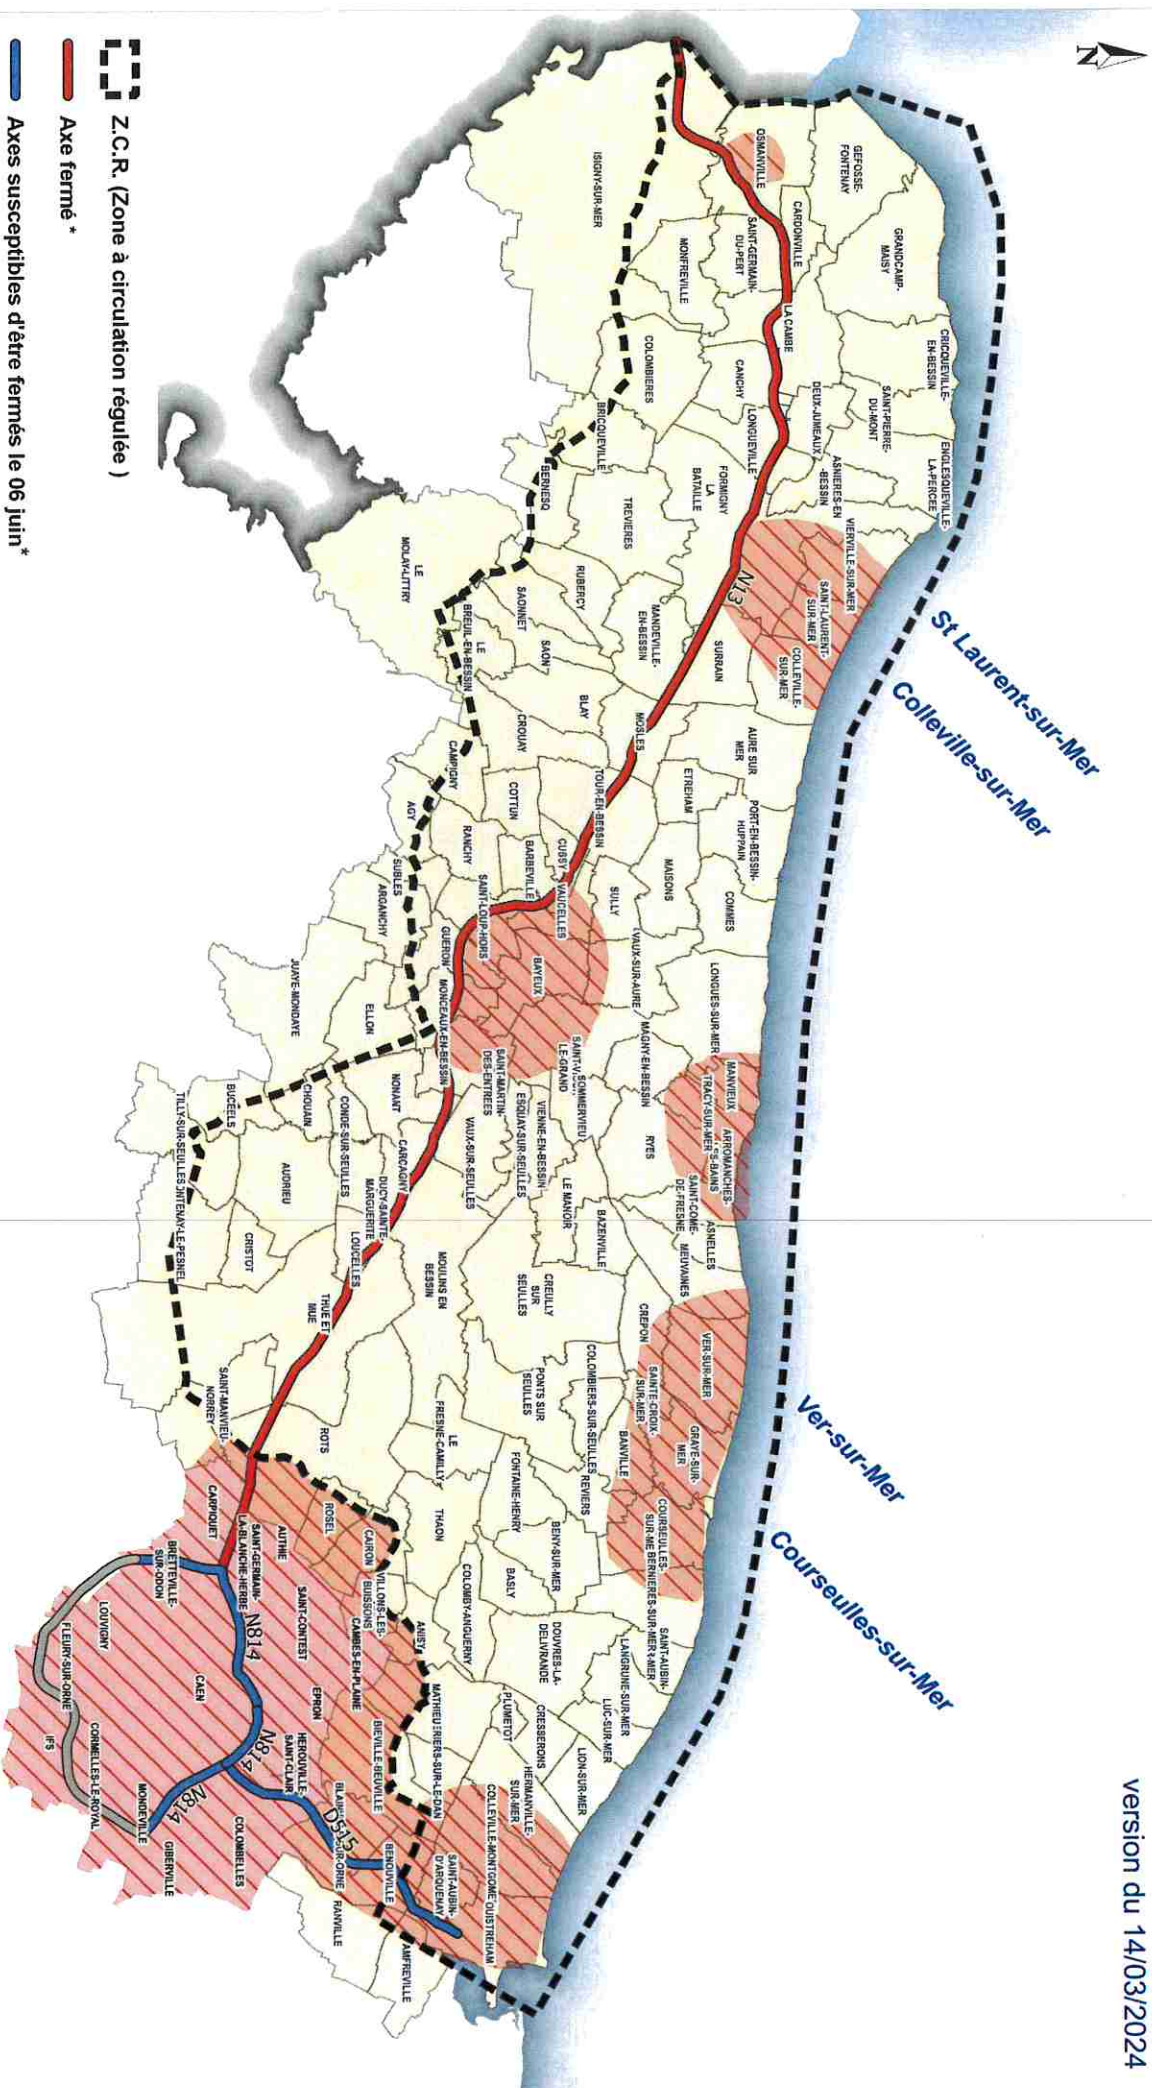 version du 14/03/2024
N
St Laurent-sur-Mer
Colleville-sur-Mer
Ver-sur-Mer
Courseulles-sur-Mer
GEFOSSE-
FONTENAY
GRANDCAMP-
MAISY
CRICQUEVILLE-
EN-BESSIN
SAINT-PIERRE-
DU-MONT
ENGLESQUEVILLE-
LA-PERCEE
OSMANVILLE
CARDONVILLE
SAINT-GERMAIN-
DU-PERT
LA CAMBE
DEUX-JUMEAUX
ASNIERES-EN
-BESSIN
VIERVILLE-SUR-MER
SAINT-LAURENT-
SUR-MER
COLLEVILLE-
SUR-MER
ISIGNY-SUR-MER
MONFREVILLE
COLOMBIERES
CANCHY
LONGUEVILLE
FORMIGNY
LA
BATAILLE
N13
SURRAIN
BRICQUEVILLE
TREVIERES
MANDEVILLE-
EN-BESSIN
MOSLES
AURE SUR
MER
ETREHAM
PORT-EN-BESSIN-
HUPPAIN
COMMES
LONGUES-SUR-MER
BERNESQ
RUBERCY
SAONNET
SAON
BLAY
CROUAY
TOUR-EN-BESSIN
MAISONS
SULLY
VAUX-SUR-AURE
MAGNY-EN-BESSIN
MANVIEUX
TRACY-SUR-MER
ARROMANCHES-
LES-BAINS
LE
MOLAY-LITTRY
LE
BREUIL-EN-BESSIN
CAMPIGNY
COTTUN
RANCHY
BARBEVILLE
CUSSY
VAUCELLES
SAINT-LOUP-HORS
BAYEUX
AGY
SUBLES
ARGANCHY
GUERON
MONCEAUX-EN-BESSIN
SAINT-MARTIN-
DES-ENTREES
LE-GRAND
SOMMERVIEU
RYES
SAINT-COME-
DE-FRESNE
ASNELLES
MEUVAINES
JUAYE-MONDAYE
ELLON
NONANT
VAUX-SUR-SEULLES
ESQUAY-SUR-SEULLES
VIENNE-EN-BESSIN
LE MANOIR
BAZENVILLE
CREPON
VER-SUR-MER
BUCEELS
CHOUAIN
CONDE-SUR-SEULLES
CARCAGNY
DUCY-SAINTE-
MARGUERITE
LOUCELLES
MOULINS EN
BESSIN
CREUILLY
SUR
SEULLES
SAINTE-CROIX-
SUR-MER
GRAYE-SUR-
MER
BANVILLE
TILLY-SUR-SEULLES
AUDRIEU
CRISTOT
THUE ET
MUE
PONTS SUR
SEULLES
COLOMBIERS-SUR-SEULLES
REVIERS
COURSEULLES-
BERNIERES-SUR-MER
SAINT-AUBIN-
SAINT-MANVIEU-
NORREY
ROTS
LE
FRESNE-CAMILLY
FONTAINE-HENRY
THAON
BENY-SUR-MER
BASLY
DOUVRES-LA-
DELIVRANDE
LANGRUNE-SUR-MER
LUC-SUR-MER
LION-SUR-MER
CARPIQUET
ROSEL
CAIRON
AUTHIE
SAINT-GERMAIN-
LA-BLANCHE-HERBE
VILLONS-LES-
BUISSONS
COLOMBY-ANGUERNY
ANISY
PLUMETOT
CRESSERONS
HERMANVILLE-
SUR-MER
BRETTEVILLE-
SUR-ODON
SAINT-CONTEST
CAMBES-EN-PLAINE
MATHIEU
N814
EPRON
BIEVILLE-BEUVILLE
OUISTREHAM
LOUVIGNY
CAEN
N814
HEROUVILLE-
SAINT-CLAIR
D515
BENOUVILLE
SAINT-AUBIN-
D'ARQUENAY
FLEURY-SUR-ORNE
IFS
CORMELLES-LE-ROYAL
MONDEVILLE
N814
GIBERVILLE
COLOMBELLES
RANVILLE
AMFREVILLE
Z.C.R. (Zone à circulation régulée )
Axe fermé *
Axes susceptibles d'être fermés le 06 juin*